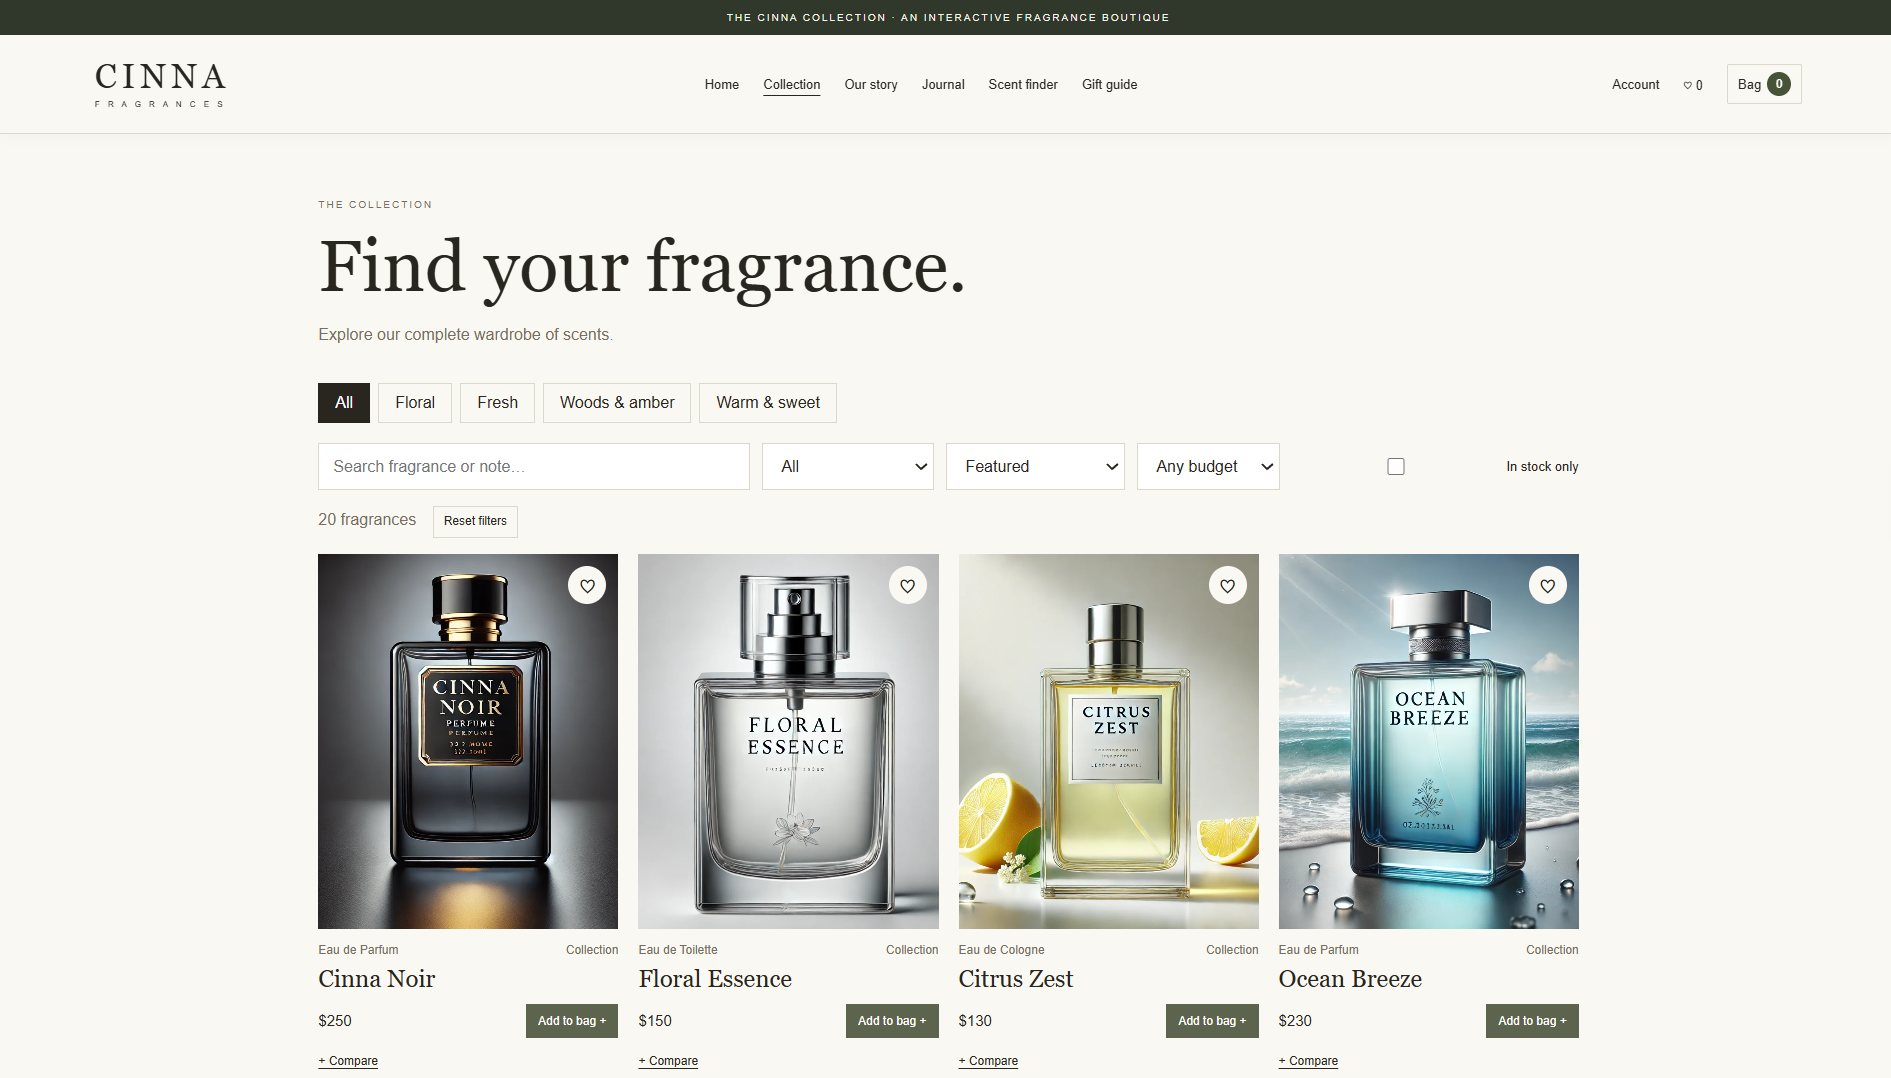 THE CINNA COLLECTION · AN INTERACTIVE FRAGRANCE BOUTIQUE
CINNA
FRAGRANCES
Home Collection Our story Journal Scent finder Gift guide
Account ♡ 0 Bag 0
THE COLLECTION
Find your fragrance.
Explore our complete wardrobe of scents.
All Floral Fresh Woods & amber Warm & sweet
Search fragrance or note… All Featured Any budget In stock only
20 fragrances Reset filters
CINNA
NOIR
PERFUME
PERFUME
FLORAL
ESSENCE
CITRUS
ZEST
OCEAN
BREEZE
Eau de Parfum Collection
Cinna Noir
$250 Add to bag +
+ Compare
Eau de Toilette Collection
Floral Essence
$150 Add to bag +
+ Compare
Eau de Cologne Collection
Citrus Zest
$130 Add to bag +
+ Compare
Eau de Parfum Collection
Ocean Breeze
$230 Add to bag +
+ Compare